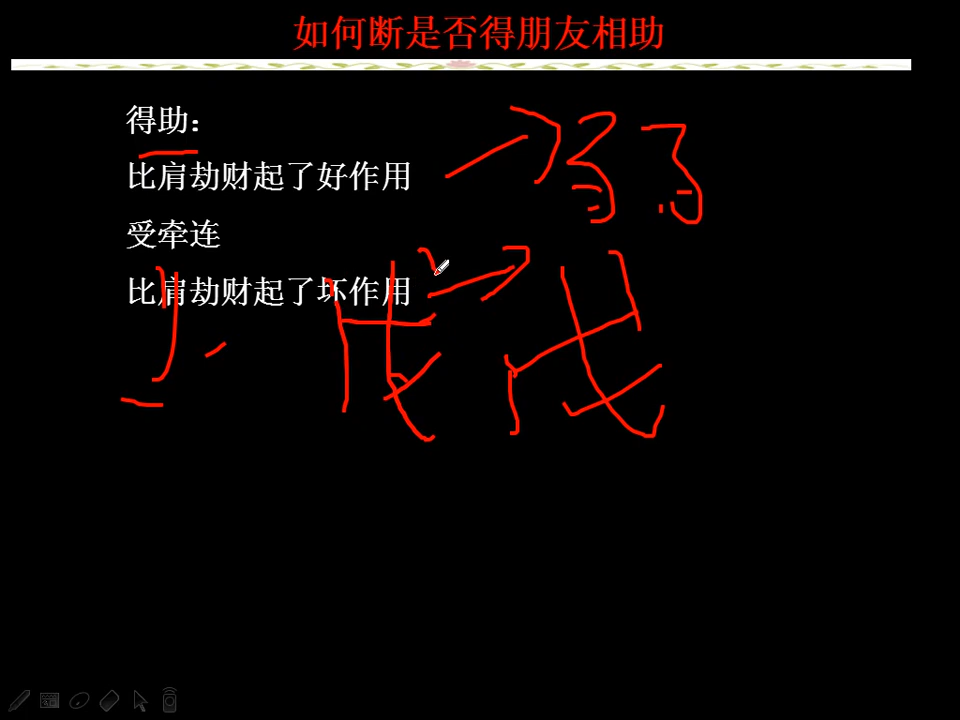 如何断是否得朋友相助
得助：
比肩劫财起了好作用
受牵连
比肩劫财起了坏作用